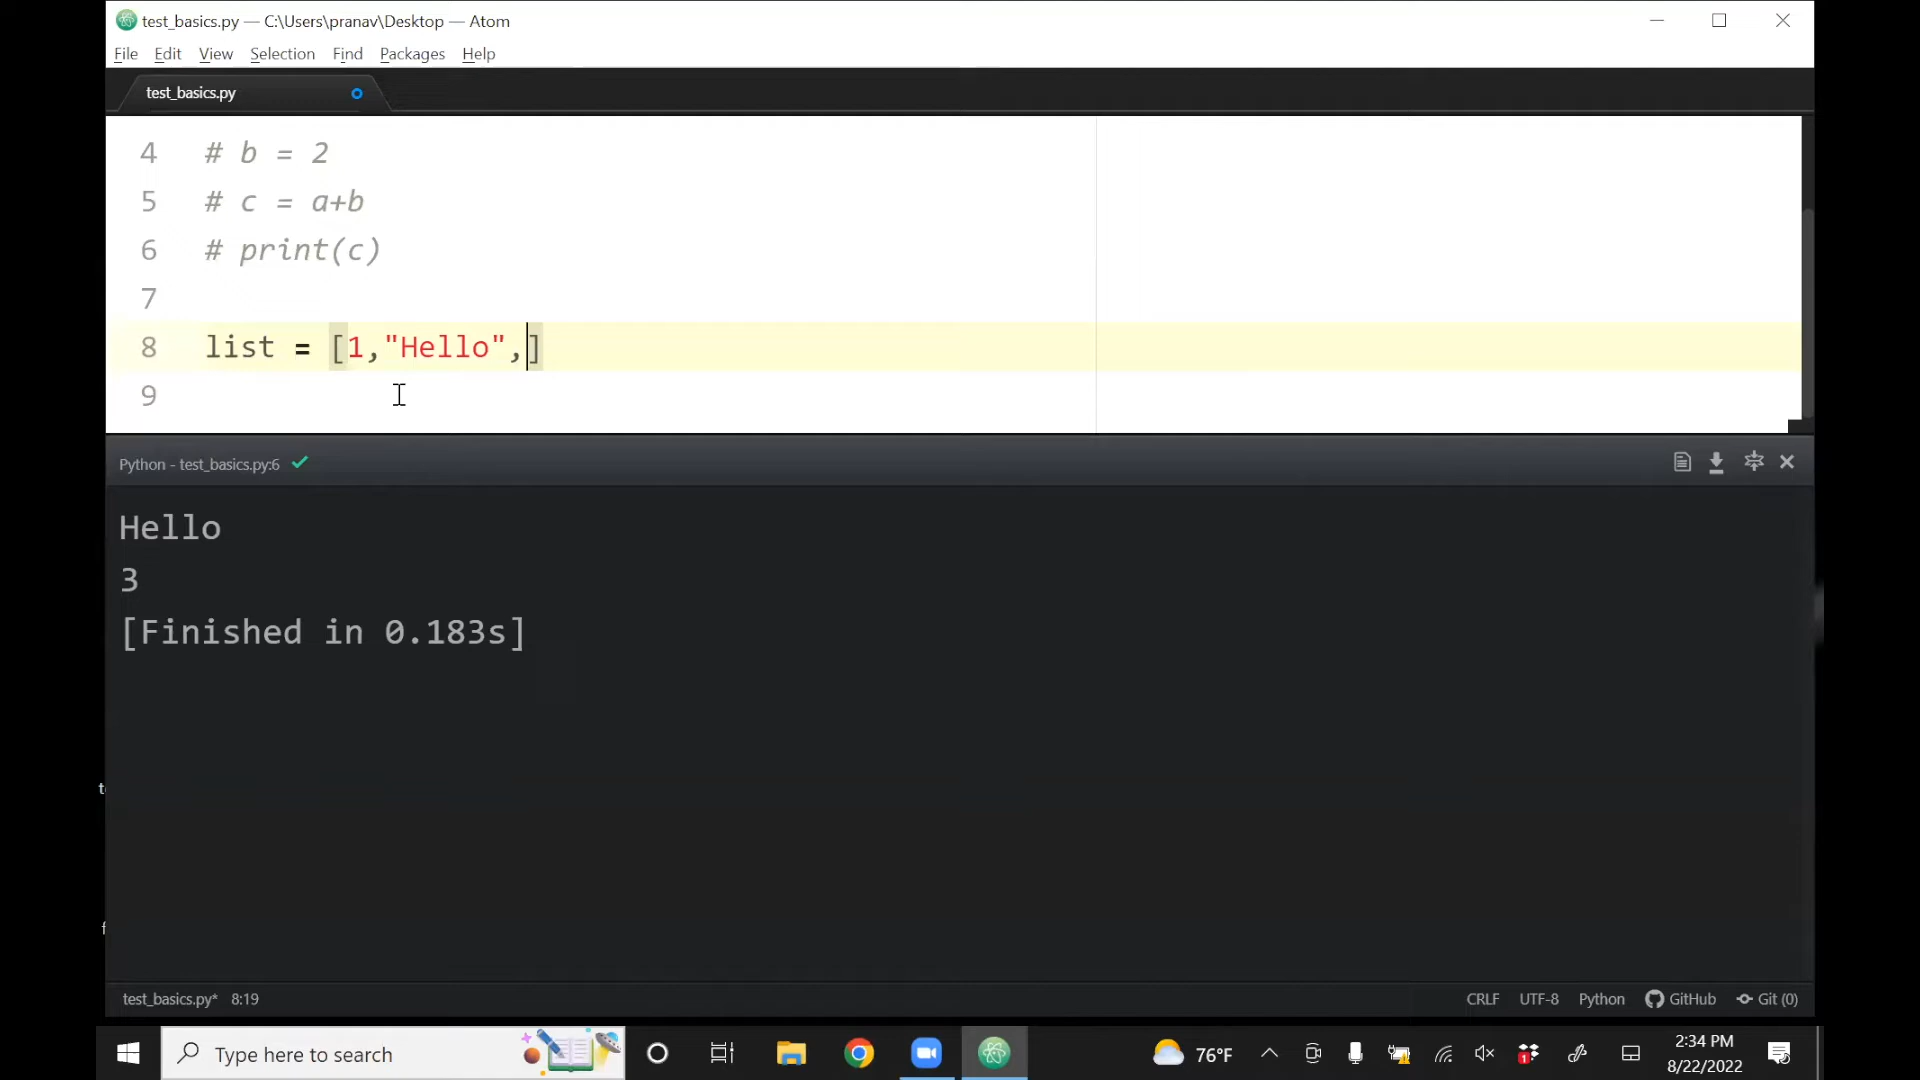 test_basics.py — C:\Users\pranav\Desktop — Atom
File Edit View Selection Find Packages Help
test_basics.py
4 # b = 2
5 # c = a+b
6 # print(c)
7
8 list = [1,"Hello",]
9
Python - test_basics.py:6
Hello
3
[Finished in 0.183s]
test_basics.py* 8:19 CRLF UTF-8 Python GitHub Git (0)
Type here to search 76°F 1 2:34 PM
8/22/2022